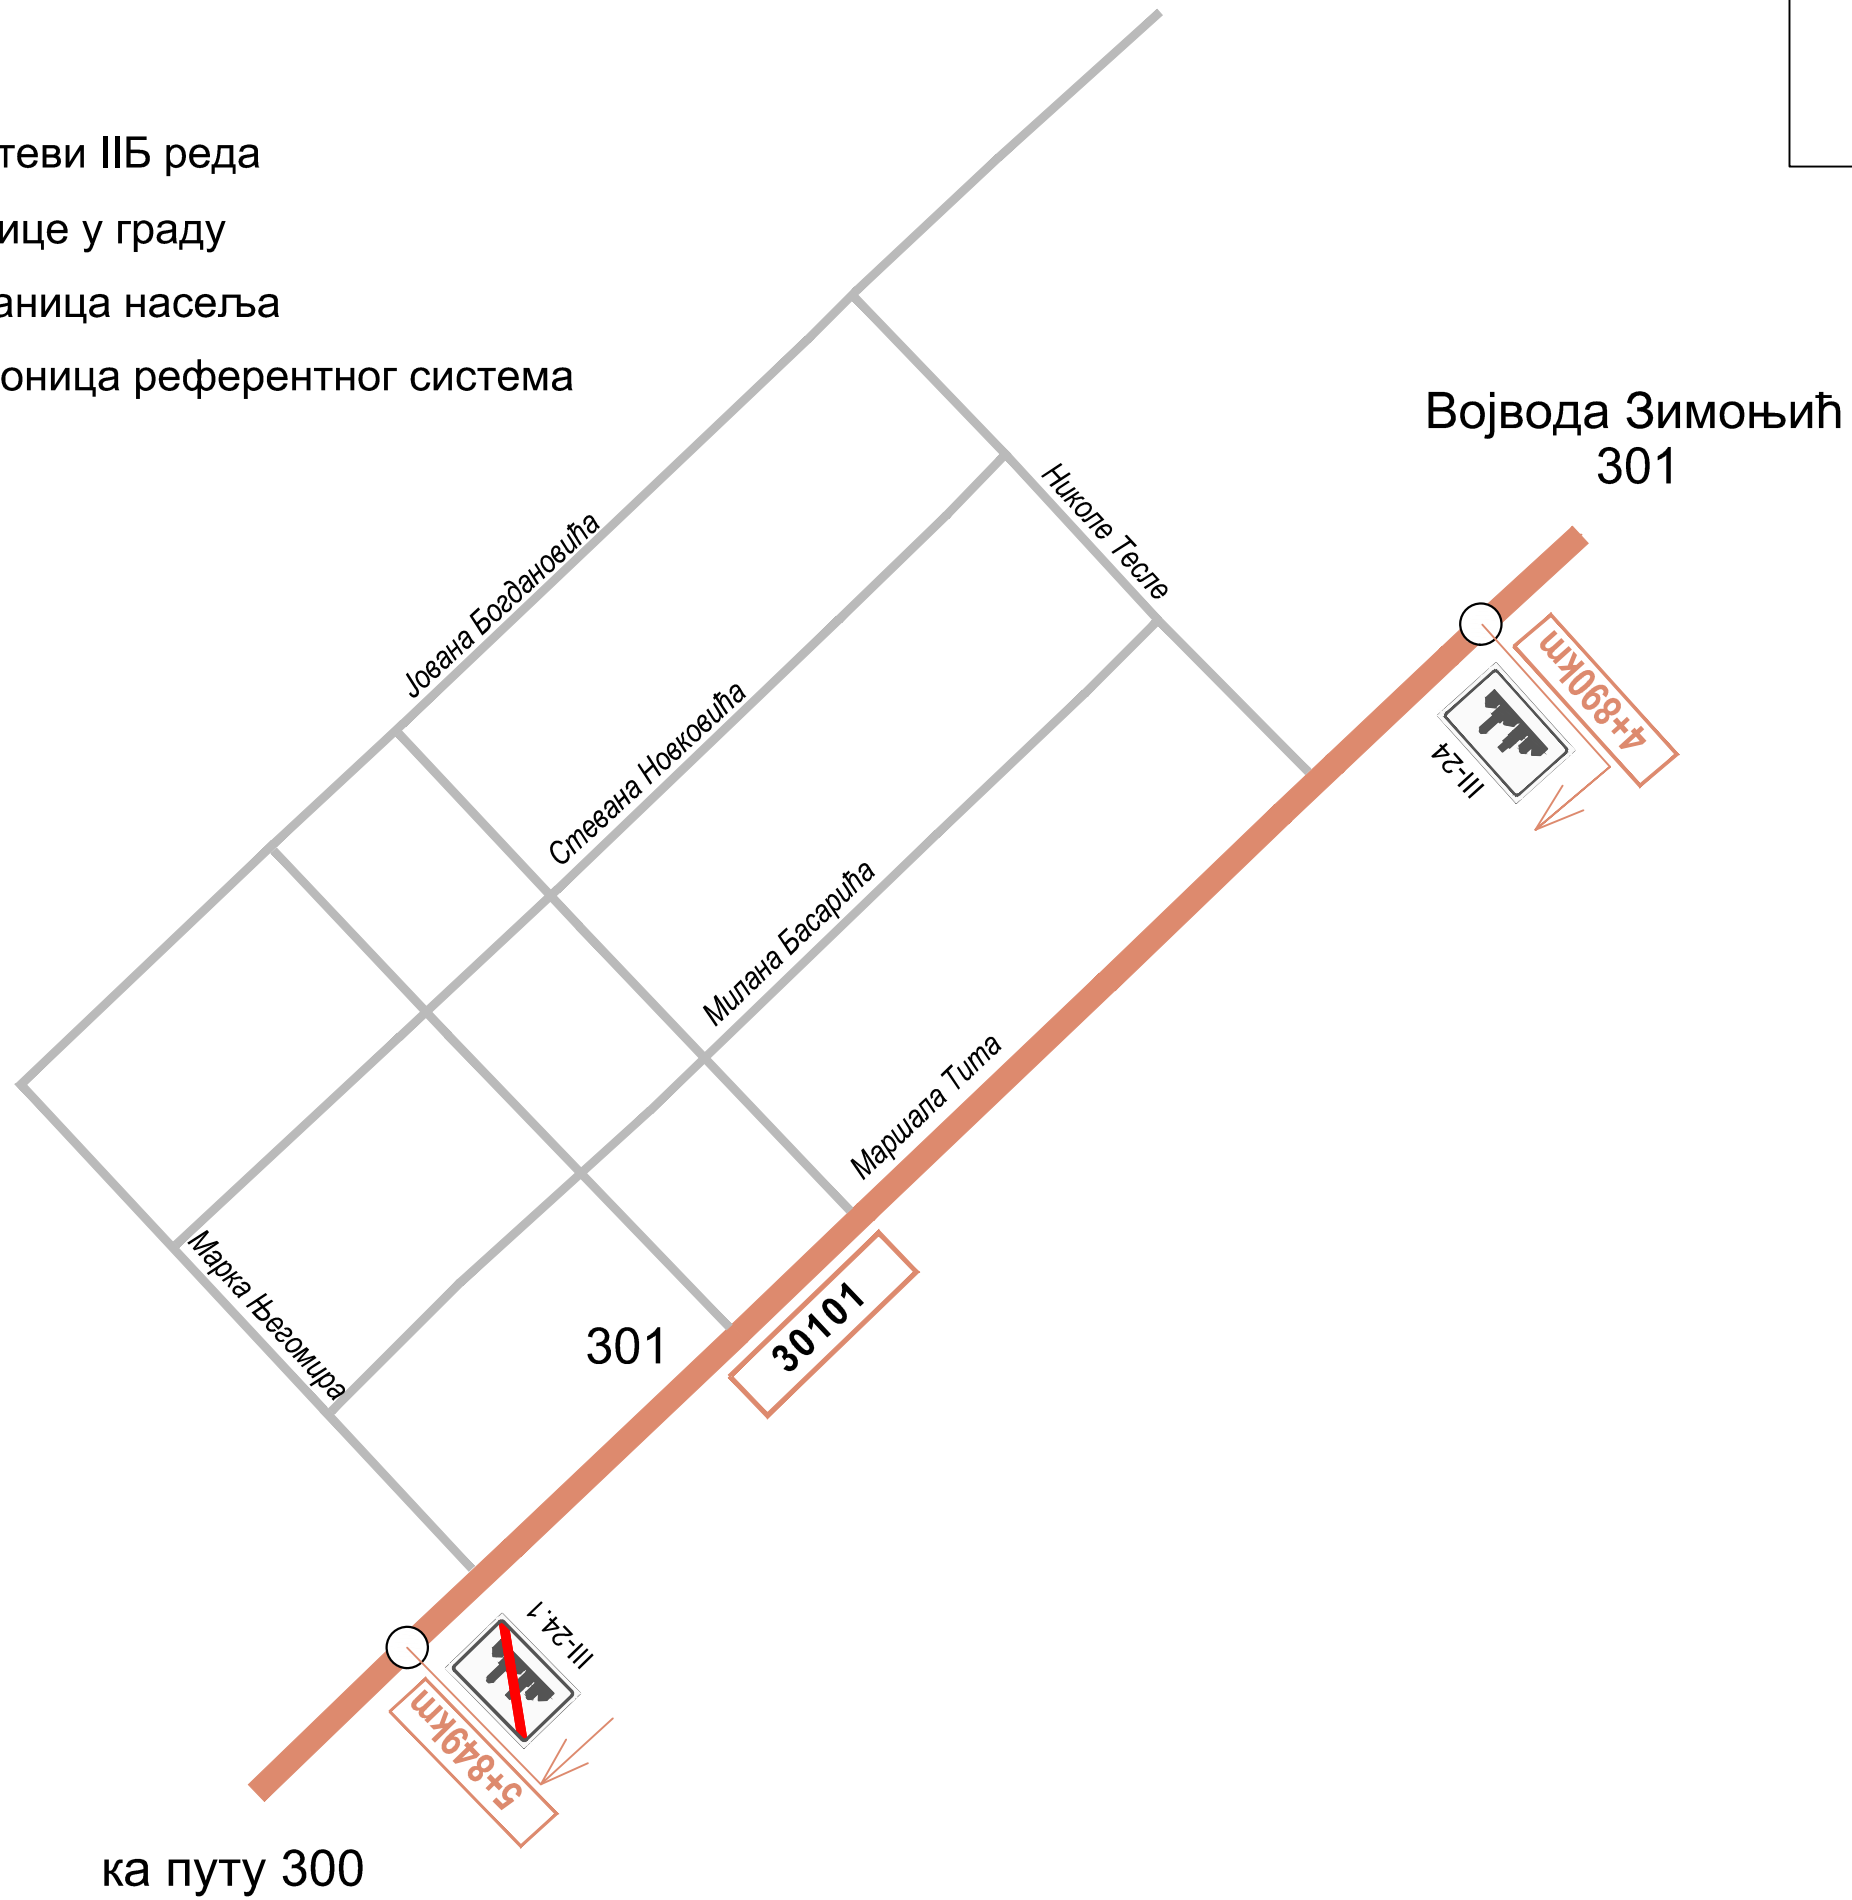 теви IIБ реда
ице у граду
аница насеља
оница референтног система
Војвода Зимоњић
301
Николе Тесле
Јована Богдановића
4+890km
III-24
Стевана Новковића
Милана Басарића
Маршала Тита
Марка Његомира
30101
301
III-24.1
5+849km
ка путу 300